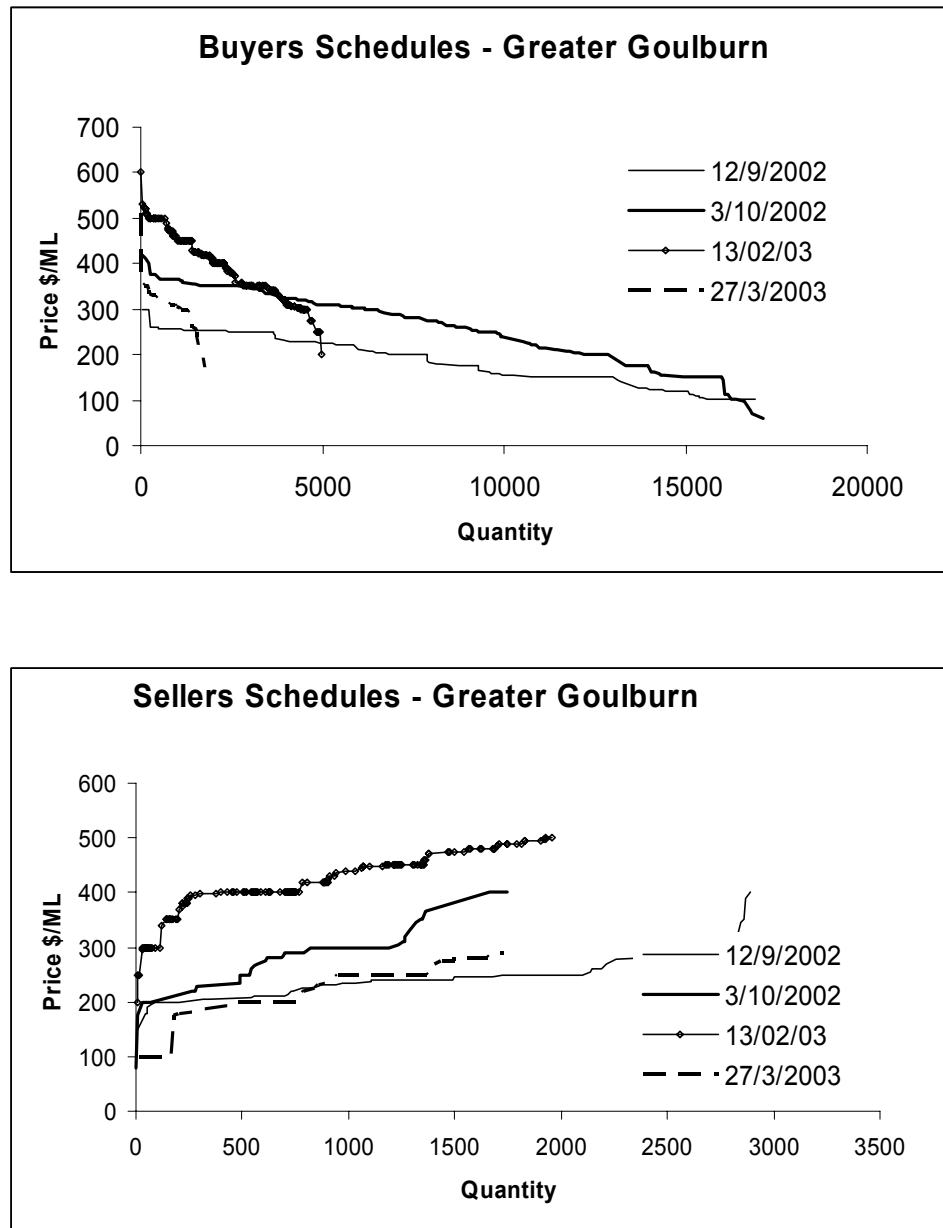 Buyers Schedules - Greater Goulburn
Price $/ML
700
600
500
400
300
200
100
0
0 5000 10000 15000 20000
Quantity
12/9/2002
3/10/2002
13/02/03
27/3/2003
Sellers Schedules - Greater Goulburn
Price $/ML
600
500
400
300
200
100
0
0 500 1000 1500 2000 2500 3000 3500
Quantity
12/9/2002
3/10/2002
13/02/03
27/3/2003